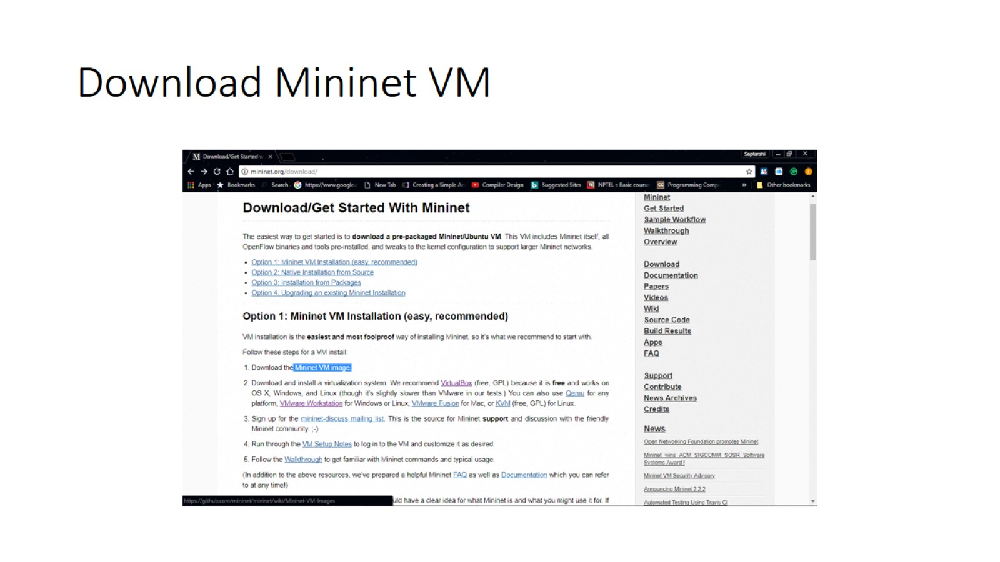 Download Mininet VM
Download/Get Started
Saptarshi
mininet.org/download/
Apps Bookmarks Search https://www.google. New Tab Creating a Simple Compiler Design Suggested Sites NPTEL :: Basic course Programming Comp » Other bookmarks
Download/Get Started With Mininet
The easiest way to get started is to download a pre-packaged Mininet/Ubuntu VM. This VM includes Mininet itself, all
OpenFlow binaries and tools pre-installed, and tweaks to the kernel configuration to support larger Mininet networks.
• Option 1: Mininet VM Installation (easy, recommended)
• Option 2: Native Installation from Source
• Option 3: Installation from Packages
• Option 4. Upgrading an existing Mininet Installation
Option 1: Mininet VM Installation (easy, recommended)
VM installation is the easiest and most foolproof way of installing Mininet, so it's what we recommend to start with.
Follow these steps for a VM install:
1. Download the Mininet VM image.
2. Download and install a virtualization system. We recommend VirtualBox (free, GPL) because it is free and works on
OS X, Windows, and Linux (though it's slightly slower than VMware in our tests.) You can also use Qemu for any
platform, VMware Workstation for Windows or Linux, VMware Fusion for Mac, or KVM (free, GPL) for Linux.
3. Sign up for the mininet-discuss mailing list. This is the source for Mininet support and discussion with the friendly
Mininet community. ;-)
4. Run through the VM Setup Notes to log in to the VM and customize it as desired.
5. Follow the Walkthrough to get familiar with Mininet commands and typical usage.
(In addition to the above resources, we've prepared a helpful Mininet FAQ as well as Documentation which you can refer
to at any time!)
uld have a clear idea for what Mininet is and what you might use it for. If
https://github.com/mininet/mininet/wiki/Mininet-VM-Images
Mininet
Get Started
Sample Workflow
Walkthrough
Overview
Download
Documentation
Papers
Videos
Wiki
Source Code
Build Results
Apps
FAQ
Support
Contribute
News Archives
Credits
News
Open Networking Foundation promotes Mininet
Mininet wins ACM SIGCOMM SOSR Software
Systems Award!
Mininet VM Security Advisory
Announcing Mininet 2.2.2
Automated Testing Using Travis CI